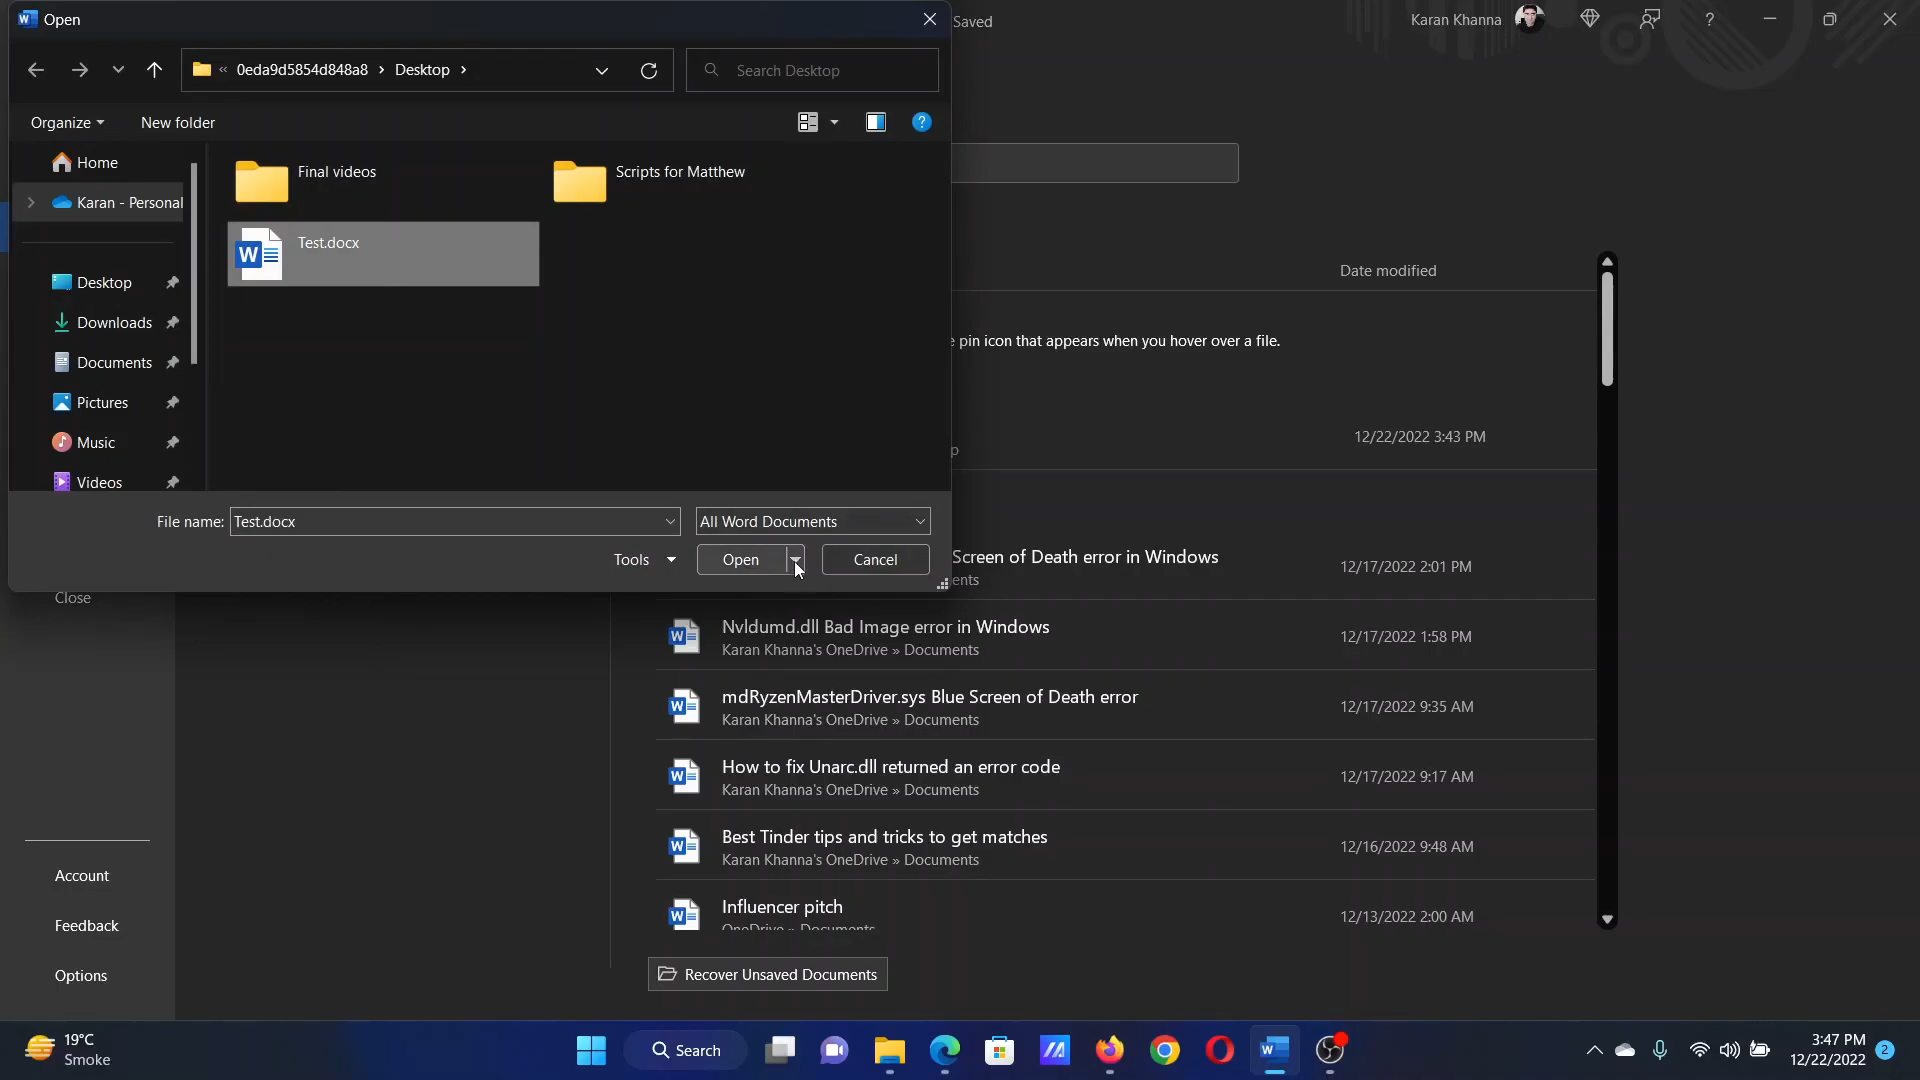 Open
Saved
Karan Khanna
?
«
0eda9d5854d848a8 > Desktop >
Search Desktop
Organize
New folder
?
Home
Karan - Personal
Desktop
Downloads
Documents
Pictures
Music
Videos
Final videos
Scripts for Matthew
Test.docx
File name:
Test.docx
All Word Documents
Tools
Open
Cancel
Date modified
pin icon that appears when you hover over a file.
12/22/2022 3:43 PM
Screen of Death error in Windows
12/17/2022 2:01 PM
Nvldumd.dll Bad Image error in Windows
Karan Khanna's OneDrive » Documents
12/17/2022 1:58 PM
mdRyzenMasterDriver.sys Blue Screen of Death error
Karan Khanna's OneDrive » Documents
12/17/2022 9:35 AM
How to fix Unarc.dll returned an error code
Karan Khanna's OneDrive » Documents
12/17/2022 9:17 AM
Best Tinder tips and tricks to get matches
Karan Khanna's OneDrive » Documents
12/16/2022 9:48 AM
Influencer pitch
OneDrive » Documents
12/13/2022 2:00 AM
Recover Unsaved Documents
Close
Account
Feedback
Options
19°C
Smoke
Search
3:47 PM
12/22/2022
2